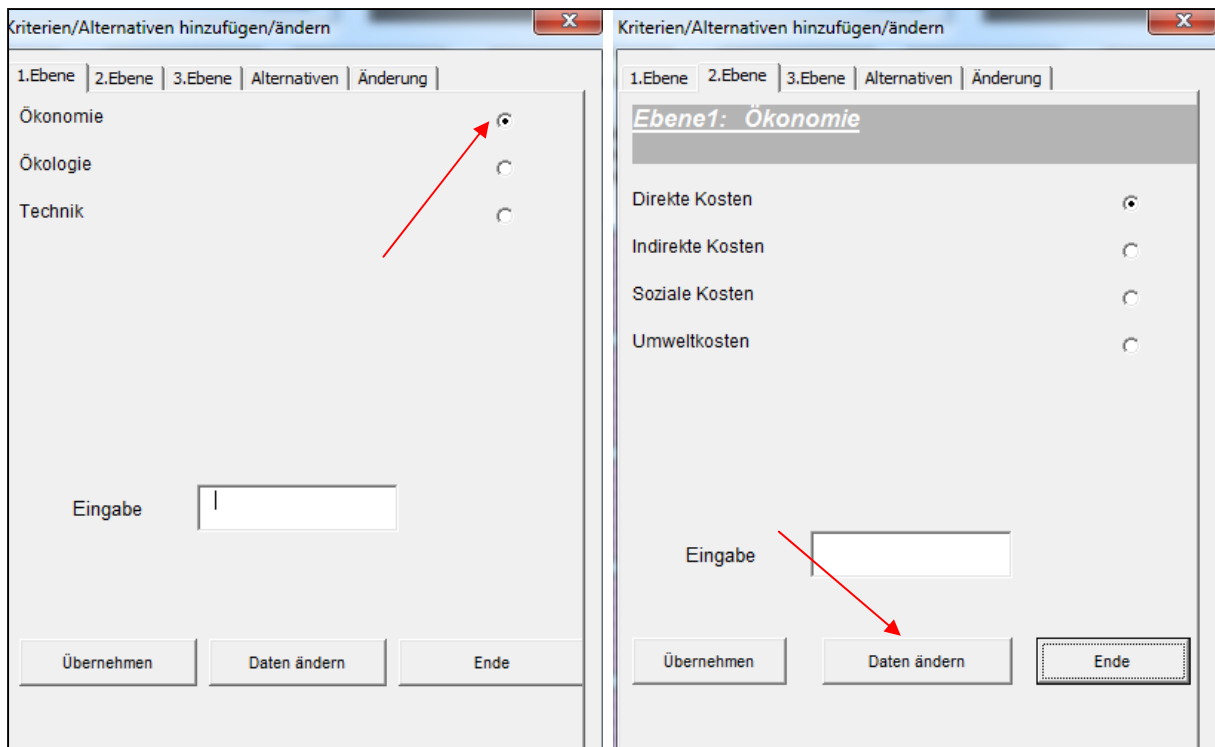 Kriterien/Alternativen hinzufügen/ändern
1.Ebene 2.Ebene 3.Ebene Alternativen Änderung
Ökonomie
Ökologie
Technik
Eingabe
Übernehmen Daten ändern Ende
Kriterien/Alternativen hinzufügen/ändern
1.Ebene 2.Ebene 3.Ebene Alternativen Änderung
Ebene1: Ökonomie
Direkte Kosten
Indirekte Kosten
Soziale Kosten
Umweltkosten
Eingabe
Übernehmen Daten ändern Ende